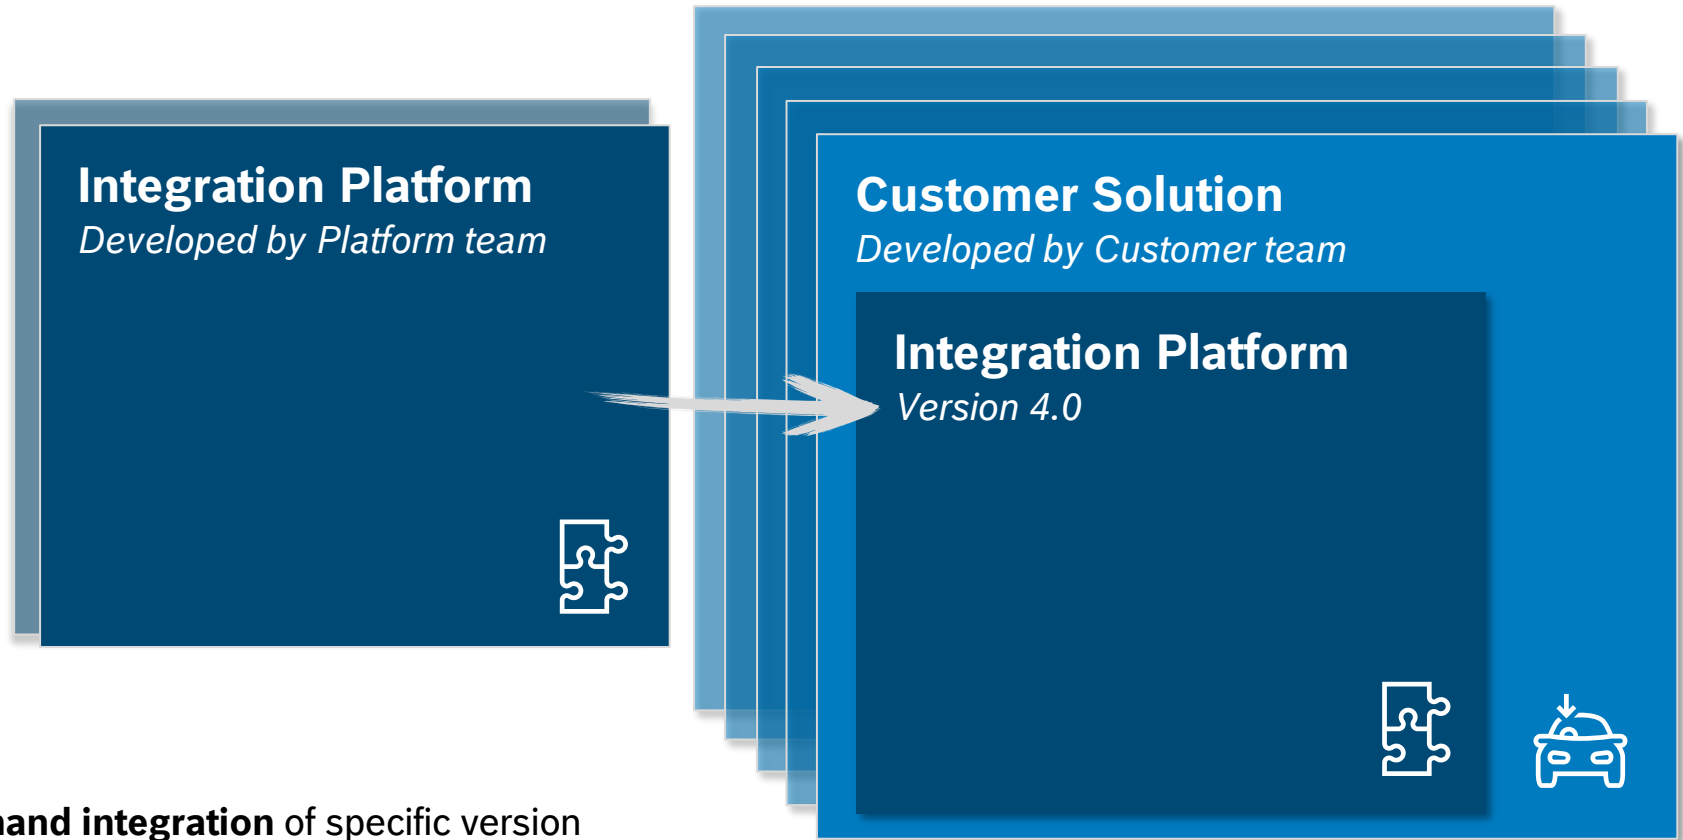 Integration Platform
Developed by Platform team
Customer Solution
Developed by Customer team
Integration Platform
Version 4.0
and integration of specific version